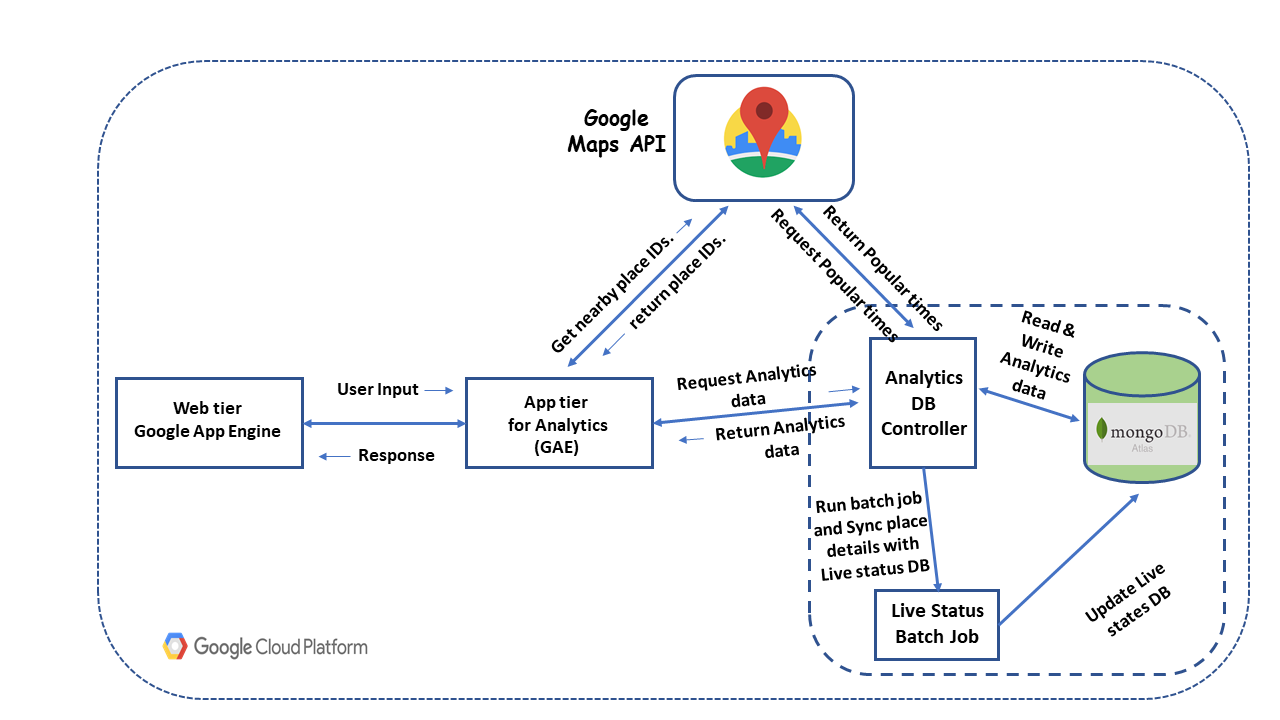 Google
Maps API
Get nearby place IDs.
return place IDs.
Request Popular times
Return Popular times
Web tier
Google App Engine
User Input
Response
App tier
for Analytics
(GAE)
Request Analytics
data
Return Analytics
data
Analytics
DB
Controller
Read &
Write
Analytics
data
mongoDB.
Atlas
Run batch job
and Sync place
details with
Live status DB
Live Status
Batch Job
Update Live
states DB
Google Cloud Platform